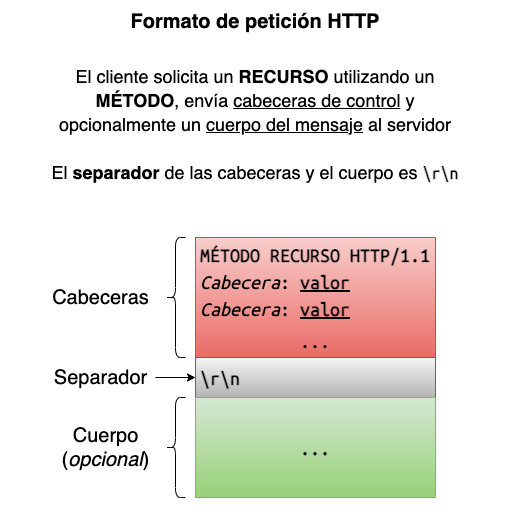 Formato de petición HTTP
El cliente solicita un RECURSO utilizando un
MÉTODO, envía cabeceras de control y
opcionalmente un cuerpo del mensaje al servidor
El separador de las cabeceras y el cuerpo es \r\n
Cabeceras
MÉTODO RECURSO HTTP/1.1
Cabecera: valor
Cabecera: valor
...
Separador
\r\n
Cuerpo
(opcional)
...